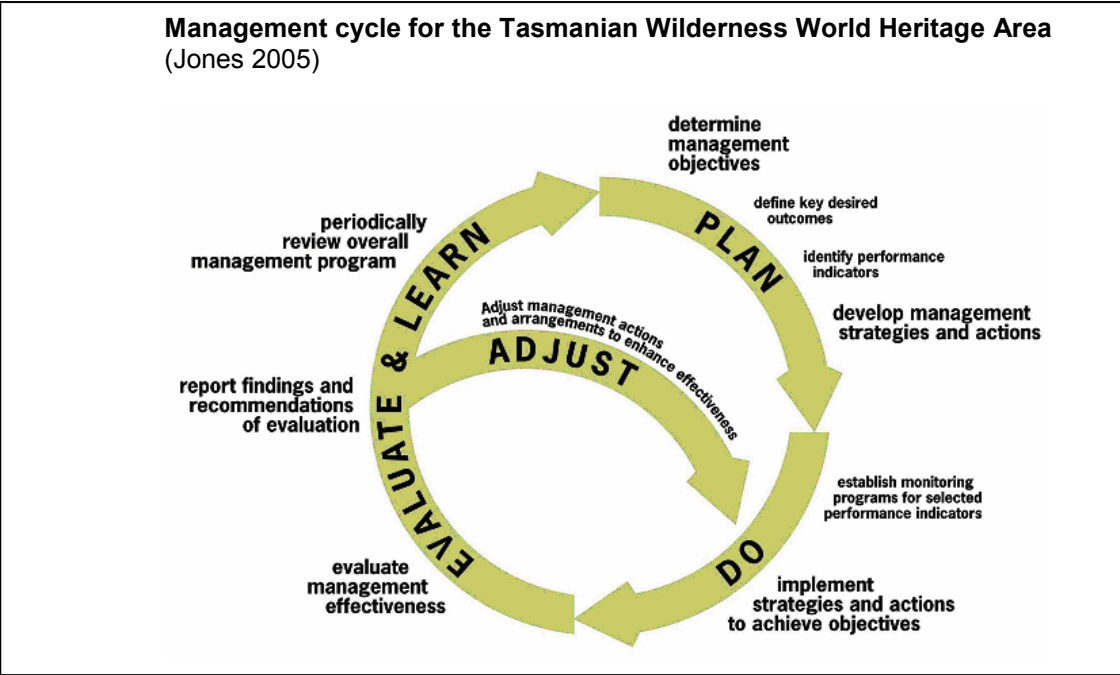 Management cycle for the Tasmanian Wilderness World Heritage Area
(Jones 2005)
determine
management
objectives
define key desired
outcomes
PLAN
identify performance
indicators
develop management
strategies and actions
establish monitoring
programs for selected
performance indicators
DO
implement
strategies and actions
to achieve objectives
evaluate
management
effectiveness
EVALUATE & LEARN
report findings and
recommendations
of evaluation
periodically
review overall
management program
Adjust management actions
and arrangements to enhance effectiveness
ADJUST